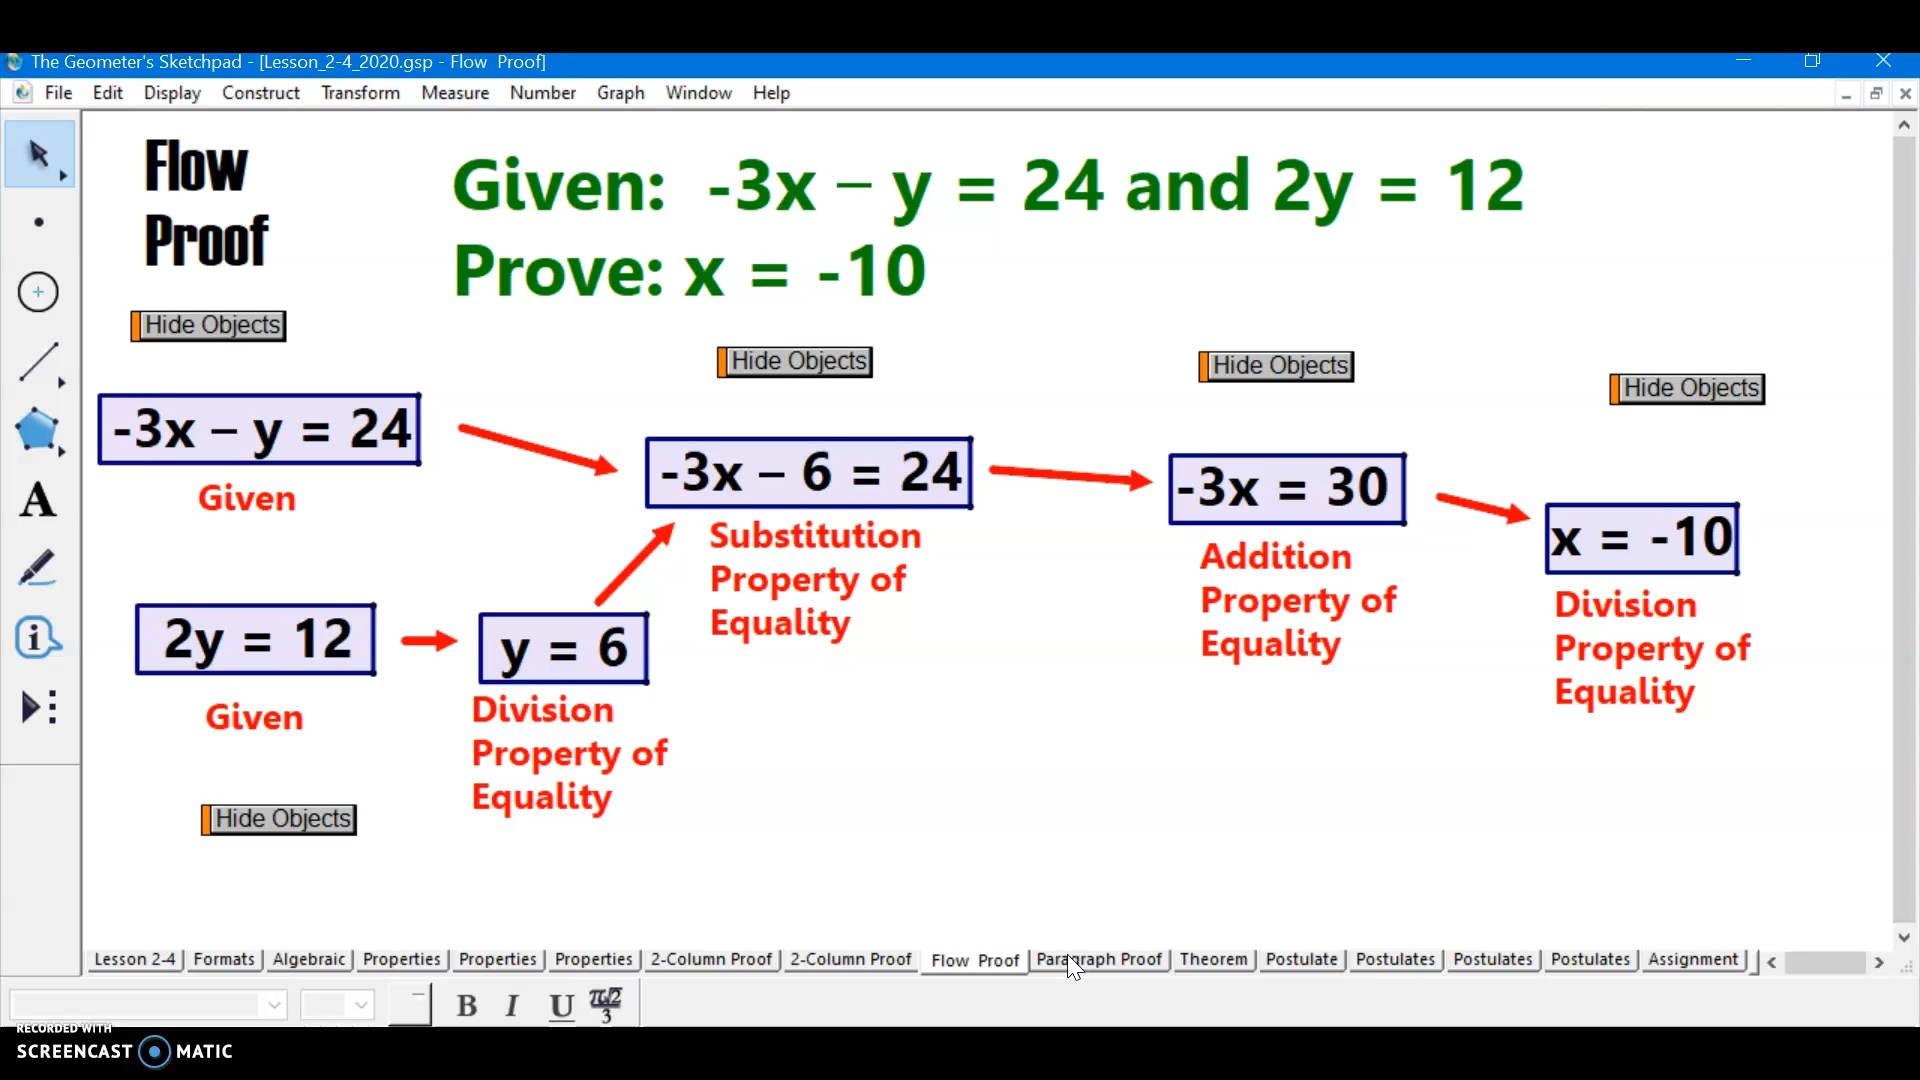 The Geometer's Sketchpad - [Lesson_2-4_2020.gsp - Flow Proof]
File Edit Display Construct Transform Measure Number Graph Window Help
Flow
Proof
Given: -3x – y = 24 and 2y = 12
Prove: x = -10
Hide Objects
Hide Objects
Hide Objects
Hide Objects
-3x – y = 24
Given
-3x – 6 = 24
Substitution
Property of
Equality
-3x = 30
Addition
Property of
Equality
x = -10
Division
Property of
Equality
2y = 12
Given
y = 6
Division
Property of
Equality
Hide Objects
A
i
Lesson 2-4 Formats Algebraic Properties Properties Properties 2-Column Proof 2-Column Proof Flow Proof Paragraph Proof Theorem Postulate Postulates Postulates Postulates Assignment
B I U π√2/3
RECORDED WITH
SCREENCAST MATIC